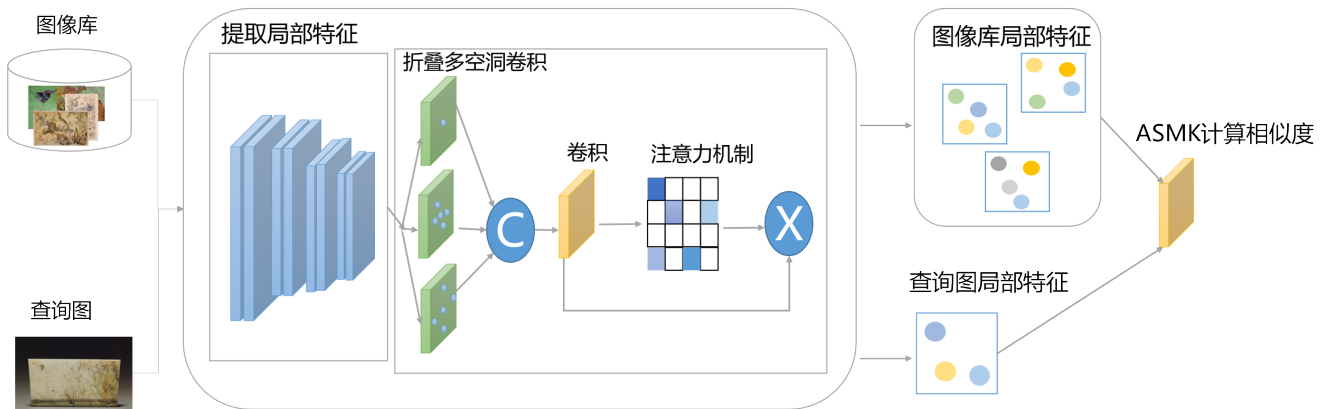 图像库
提取局部特征
折叠多空洞卷积
卷积
注意力机制
C
X
图像库局部特征
ASMK计算相似度
查询图
查询图局部特征